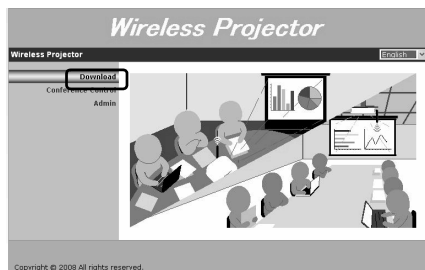 Wireless Projector
Wireless Projector English
Download
Conference Control
Admin
Copyright © 2008 All rights reserved.